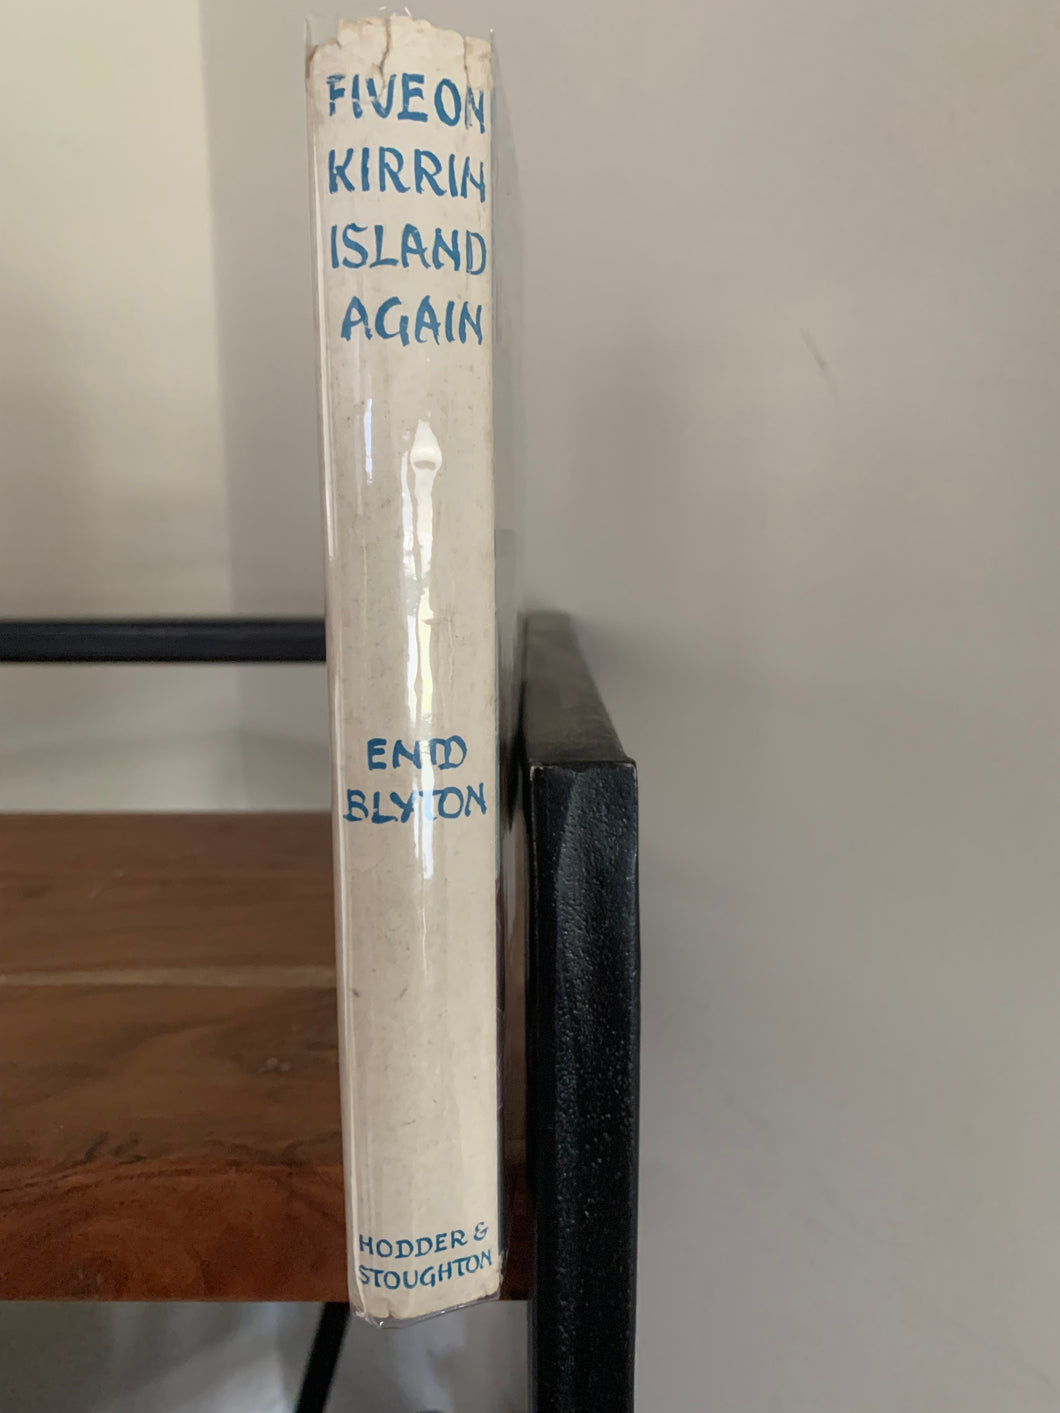 FIVE ON
KIRRIN
ISLAND
AGAIN
ENID
BLYTON
HODDER &
STOUGHTON